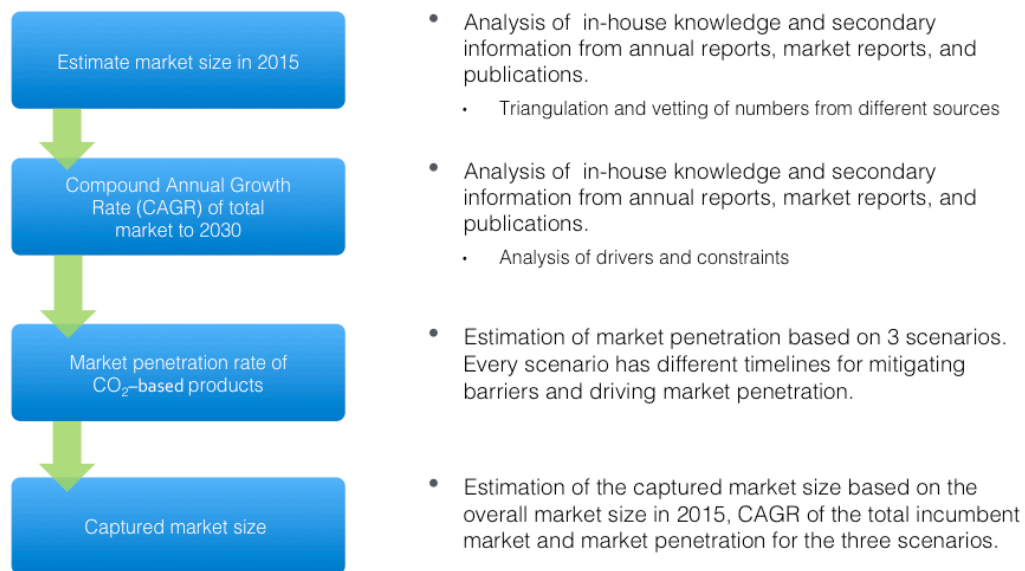 Estimate market size in 2015
• Analysis of in-house knowledge and secondary
information from annual reports, market reports, and
publications.
• Triangulation and vetting of numbers from different sources
Compound Annual Growth
Rate (CAGR) of total
market to 2030
• Analysis of in-house knowledge and secondary
information from annual reports, market reports, and
publications.
• Analysis of drivers and constraints
Market penetration rate of
CO₂–based products
• Estimation of market penetration based on 3 scenarios.
Every scenario has different timelines for mitigating
barriers and driving market penetration.
Captured market size
• Estimation of the captured market size based on the
overall market size in 2015, CAGR of the total incumbent
market and market penetration for the three scenarios.